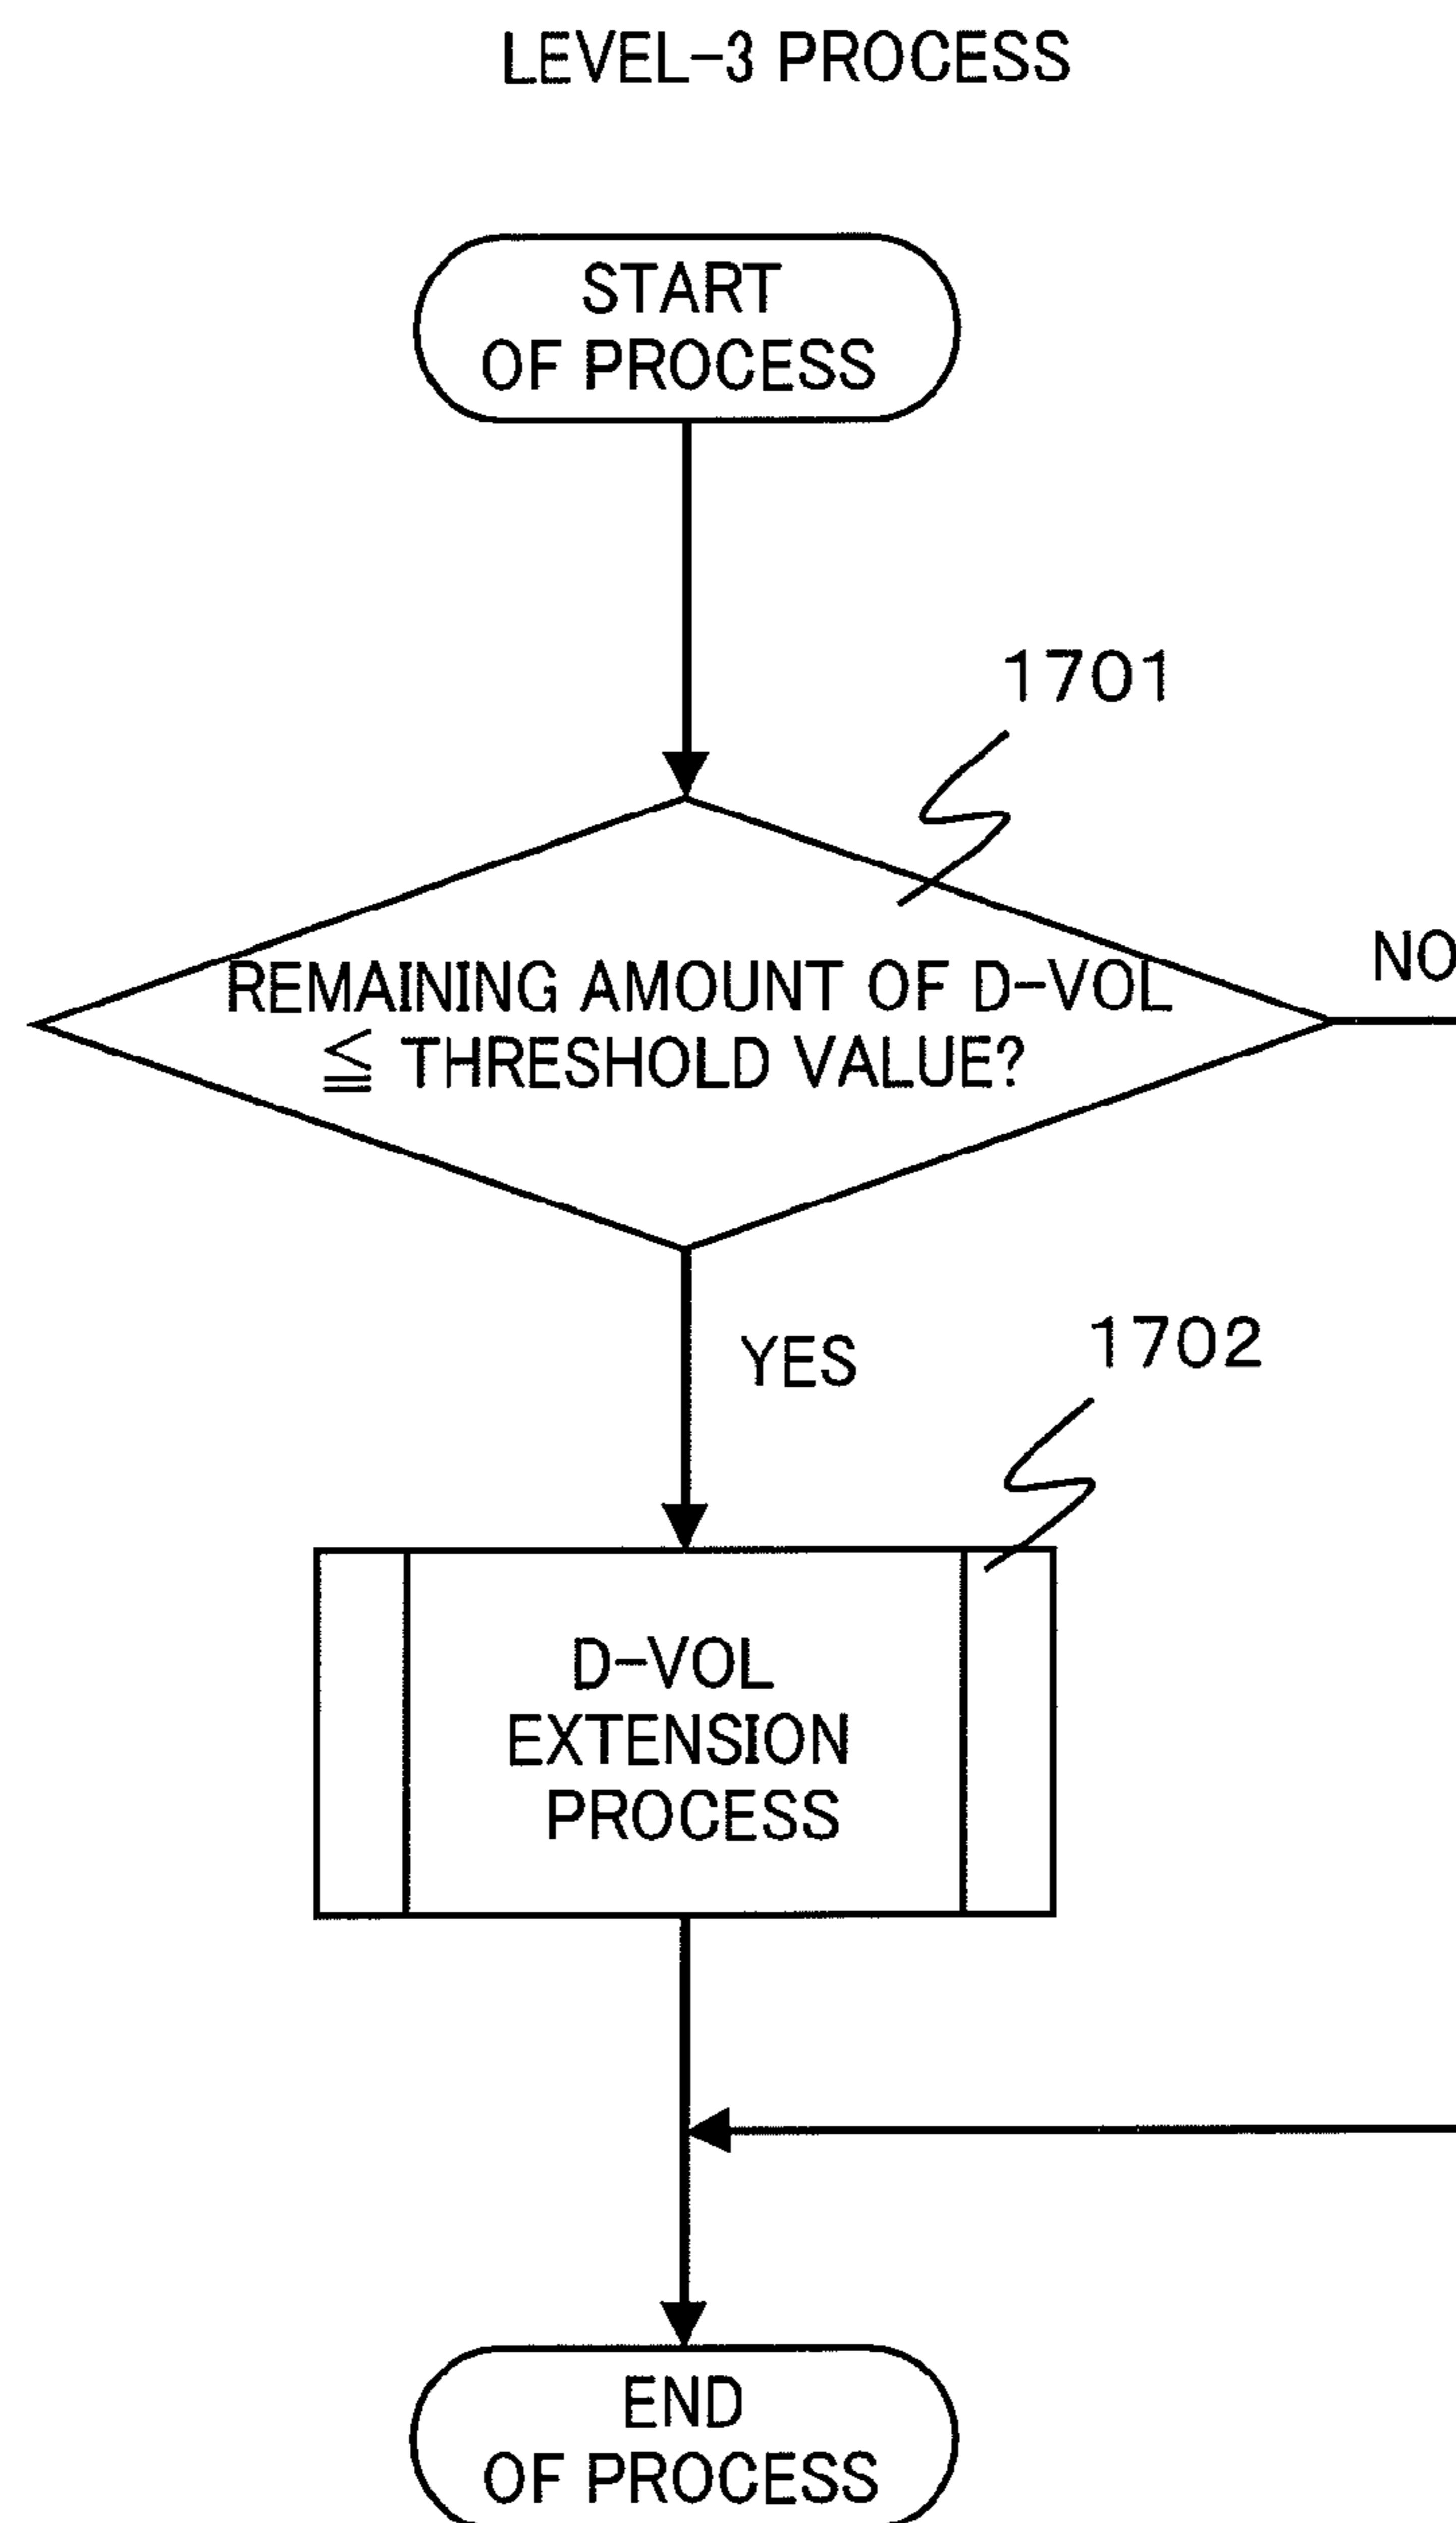 LEVEL-3 PROCESS
START
OF PROCESS
1701
REMAINING AMOUNT OF D-VOL
≦ THRESHOLD VALUE?
NO
YES
1702
D-VOL
EXTENSION
PROCESS
END
OF PROCESS